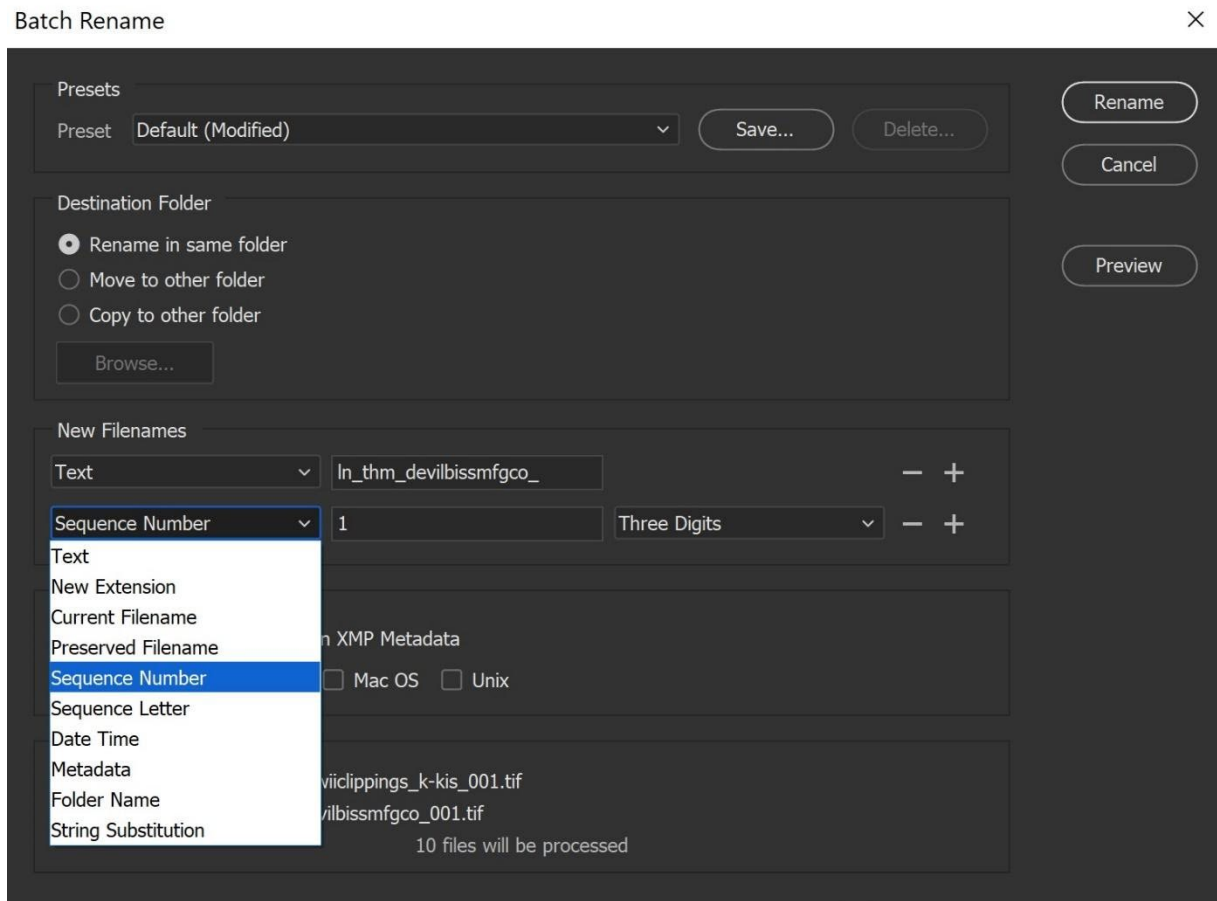 Batch Rename
Presets
Preset Default (Modified) Save... Delete... Rename
Cancel
Destination Folder
Rename in same folder
Move to other folder Preview
Copy to other folder
Browse...
New Filenames
Text ln_thm_devilbissmfgco_
Sequence Number 1 Three Digits
Text
New Extension
Current Filename
Preserved Filename XMP Metadata
Sequence Number Mac OS Unix
Sequence Letter
Date Time
Metadata
Folder Name
String Substitution
wiiclippings_k-kis_001.tif
vilbissmfgco_001.tif
10 files will be processed